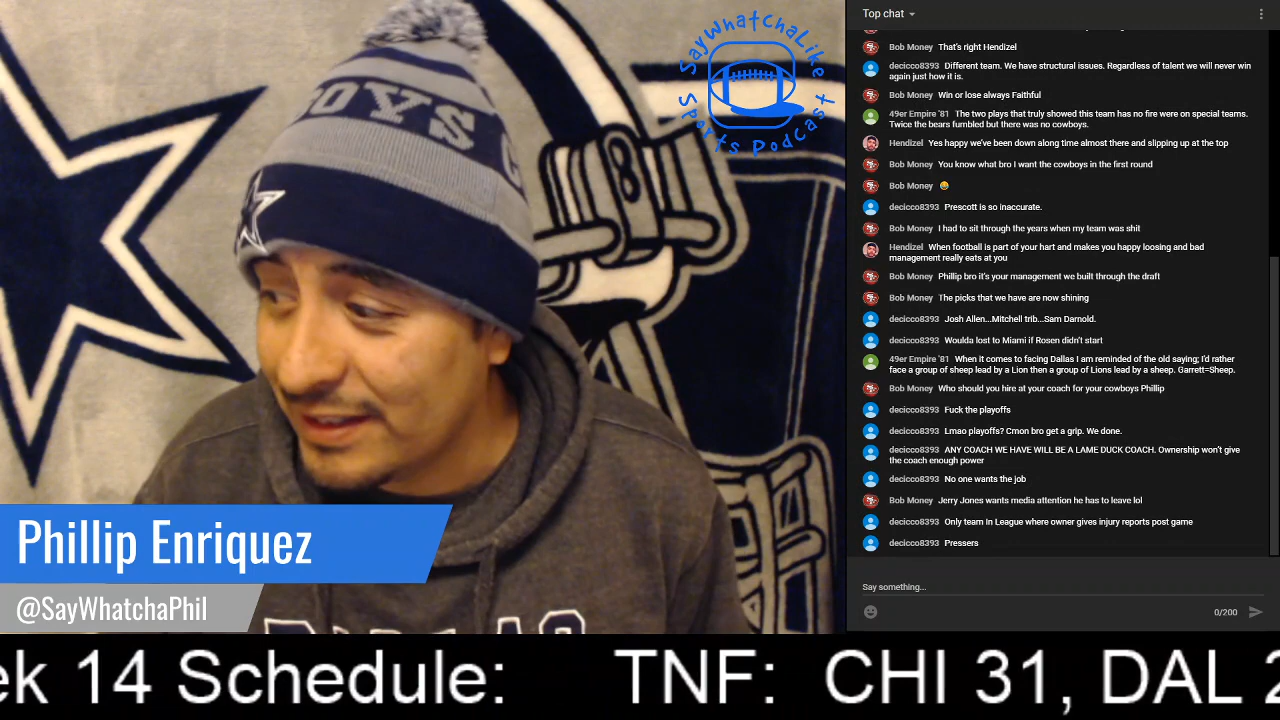 OYS C
SayWhatchaLike
Sports Podcast
Phillip Enriquez
@SayWhatchaPhil
Top chat
Bob Money That's right Hendizel
decicco8393 Different team. We have structural issues. Regardless of talent we will never win
again just how it is.
Bob Money Win or lose always Faithful
49er Empire '81 The two plays that truly showed this team has no fire were on special teams.
Twice the bears fumbled but there was no cowboys.
Hendizel Yes happy we've been down along time almost there and slipping up at the top
Bob Money You know what bro I want the cowboys in the first round
Bob Money 😂
decicco8393 Prescott is so inaccurate.
Bob Money I had to sit through the years when my team was shit
Hendizel When football is part of your hart and makes you happy loosing and bad
management really eats at you
Bob Money Phillip bro it's your management we built through the draft
Bob Money The picks that we have are now shining
decicco8393 Josh Allen...Mitchell trib...Sam Darnold.
decicco8393 Woulda lost to Miami if Rosen didn't start
49er Empire '81 When it comes to facing Dallas I am reminded of the old saying; I'd rather
face a group of sheep lead by a Lion then a group of Lions lead by a sheep. Garrett=Sheep.
Bob Money Who should you hire at your coach for your cowboys Phillip
decicco8393 Fuck the playoffs
decicco8393 Lmao playoffs? Cmon bro get a grip. We done.
decicco8393 ANY COACH WE HAVE WILL BE A LAME DUCK COACH. Ownership won't give
the coach enough power
decicco8393 No one wants the job
Bob Money Jerry Jones wants media attention he has to leave lol
decicco8393 Only team In League where owner gives injury reports post game
decicco8393 Pressers
Say something...
0/200
ek 14 Schedule: TNF: CHI 31, DAL 2